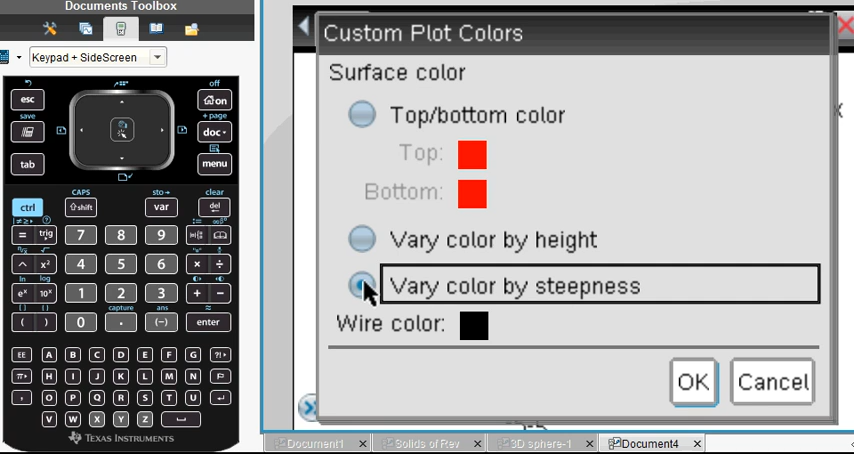 Documents Toolbox
Keypad + SideScreen
esc
save
tab
off
on
+ page
doc
menu
ctrl
CAPS
shift
sto→
var
clear
del
= trig 7 8 9
^ x² 4 5 6 × ÷
ln log
eˣ 10ˣ 1 2 3 + −
capture ans ≈
( ) 0 . (−) enter
EE A B C D E F G ?!▸
π▸ H I J K L M N
, O P Q R S T U
V W X Y Z
TEXAS INSTRUMENTS
Custom Plot Colors
Surface color
Top/bottom color
Top:
Bottom:
Vary color by height
Vary color by steepness
Wire color:
OK Cancel
Document1 Solids of Rev 3D sphere-1 Document4